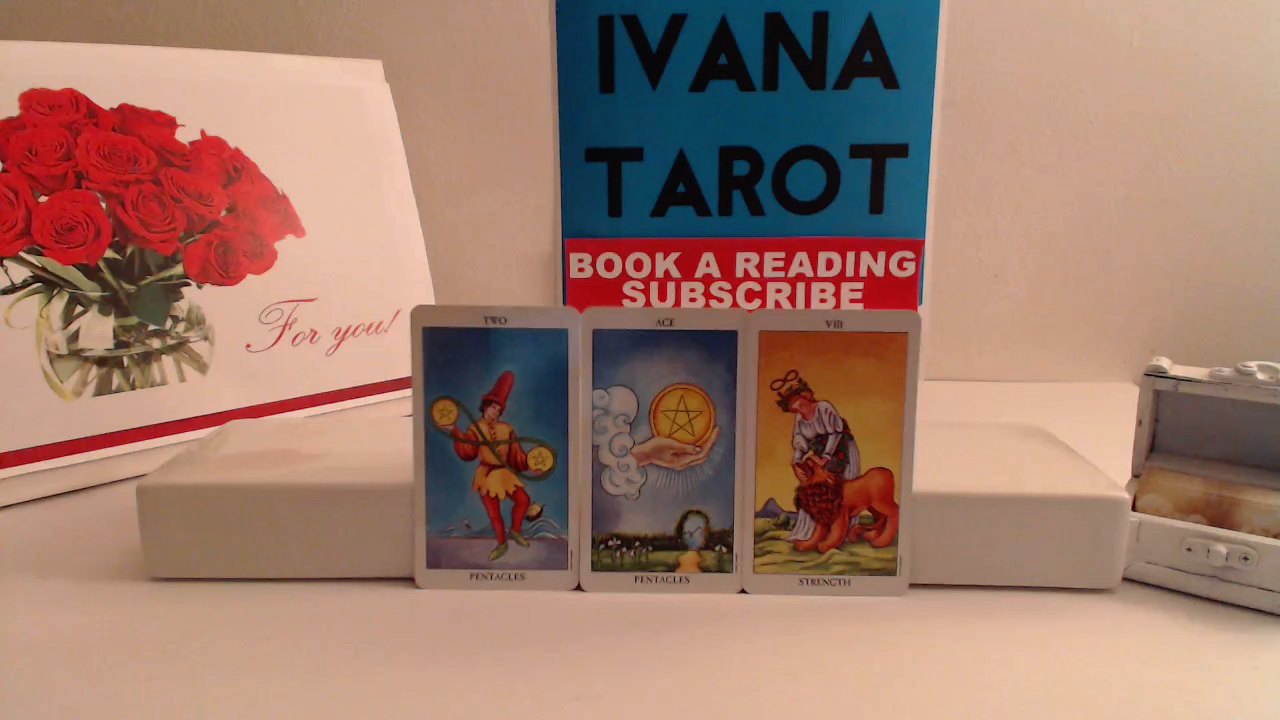 IVANA
TAROT
BOOK A READING
SUBSCRIBE
For you!
TWO
PENTACLES
ACE
PENTACLES
VIII
STRENGTH